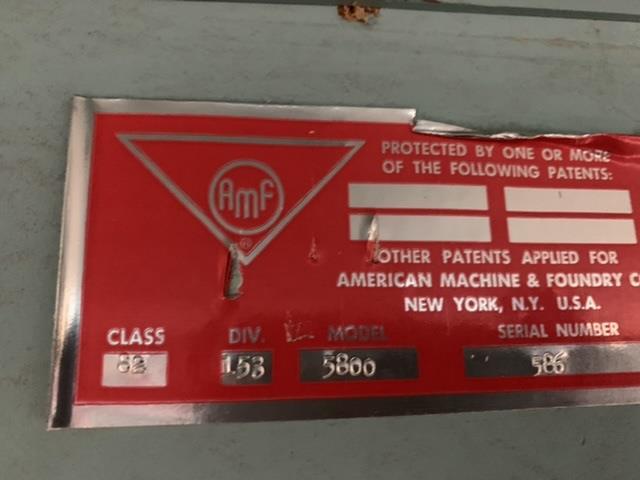 AMF
®
PROTECTED BY ONE OR MORE
OF THE FOLLOWING PATENTS:
OTHER PATENTS APPLIED FOR
AMERICAN MACHINE & FOUNDRY C
NEW YORK, N.Y. U.S.A.
CLASS DIV. MODEL SERIAL NUMBER
82 153 5800 586